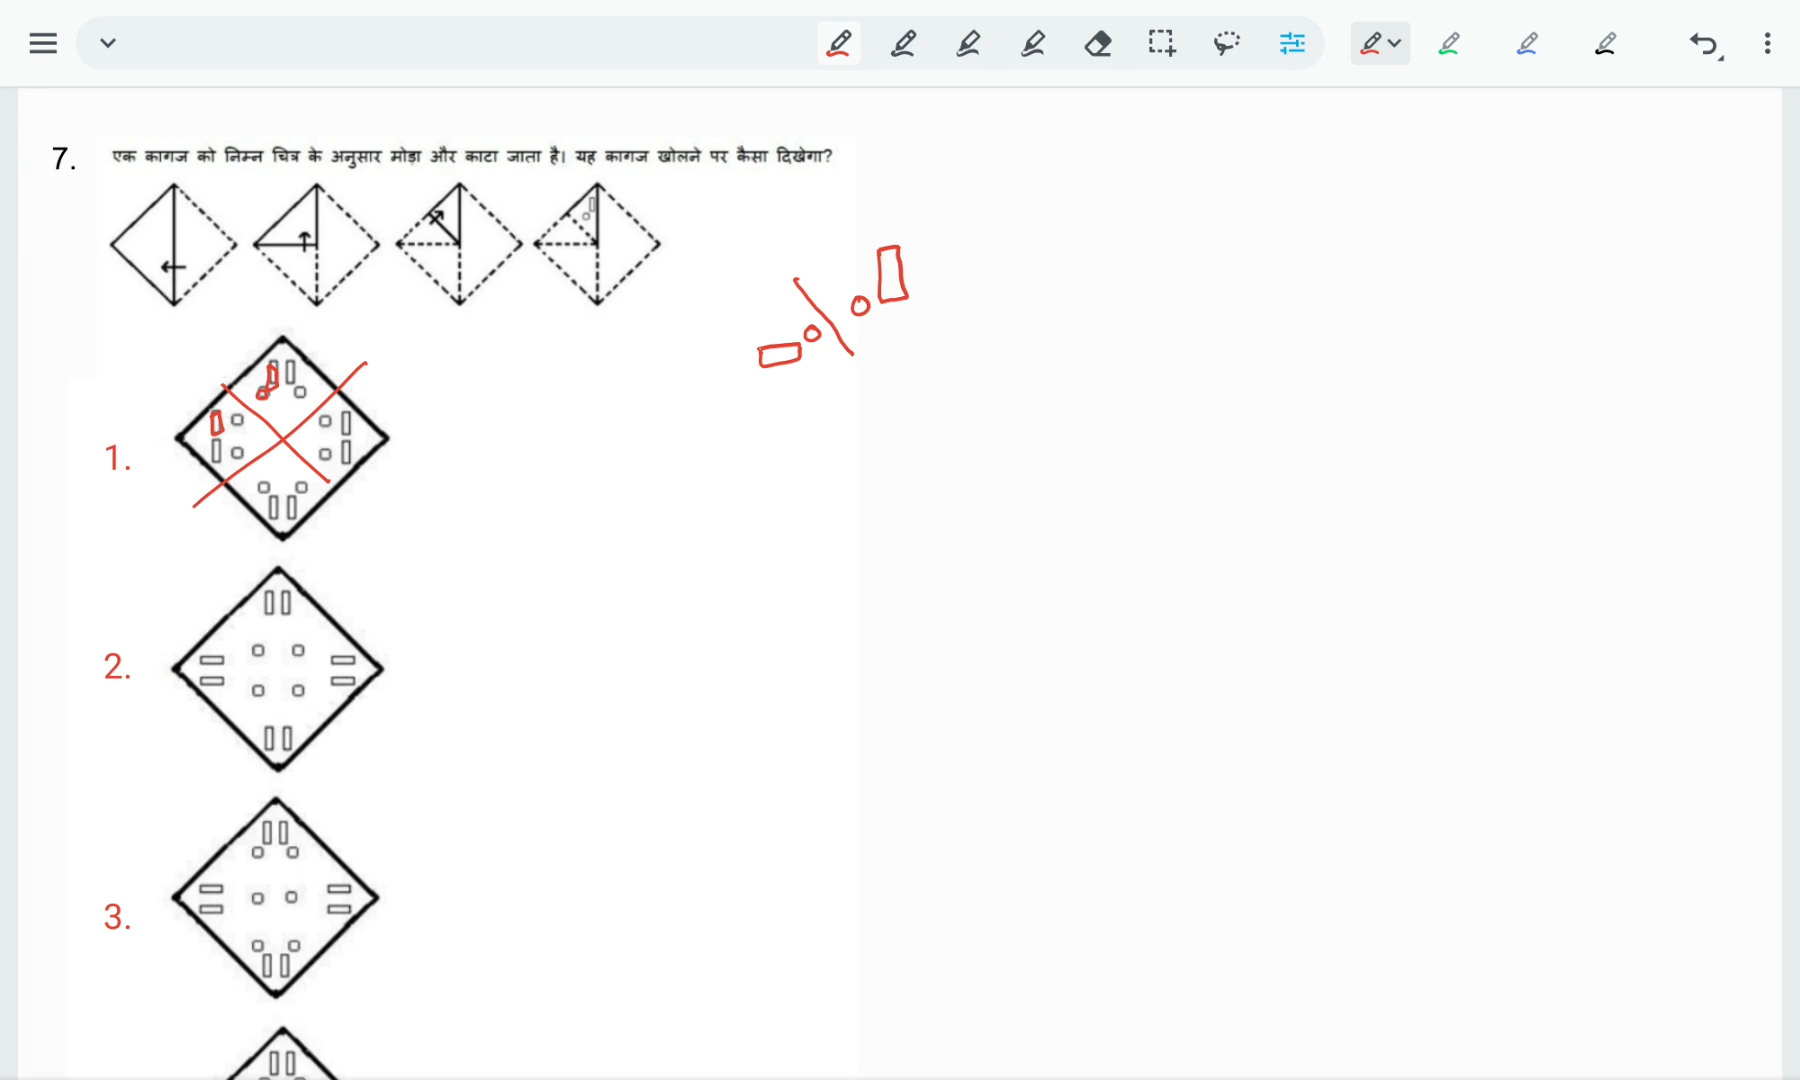 7. एक कागज को निम्न चित्र के अनुसार मोड़ा और काटा जाता है। यह कागज खोलने पर कैसा दिखेगा?
1.
2.
3.